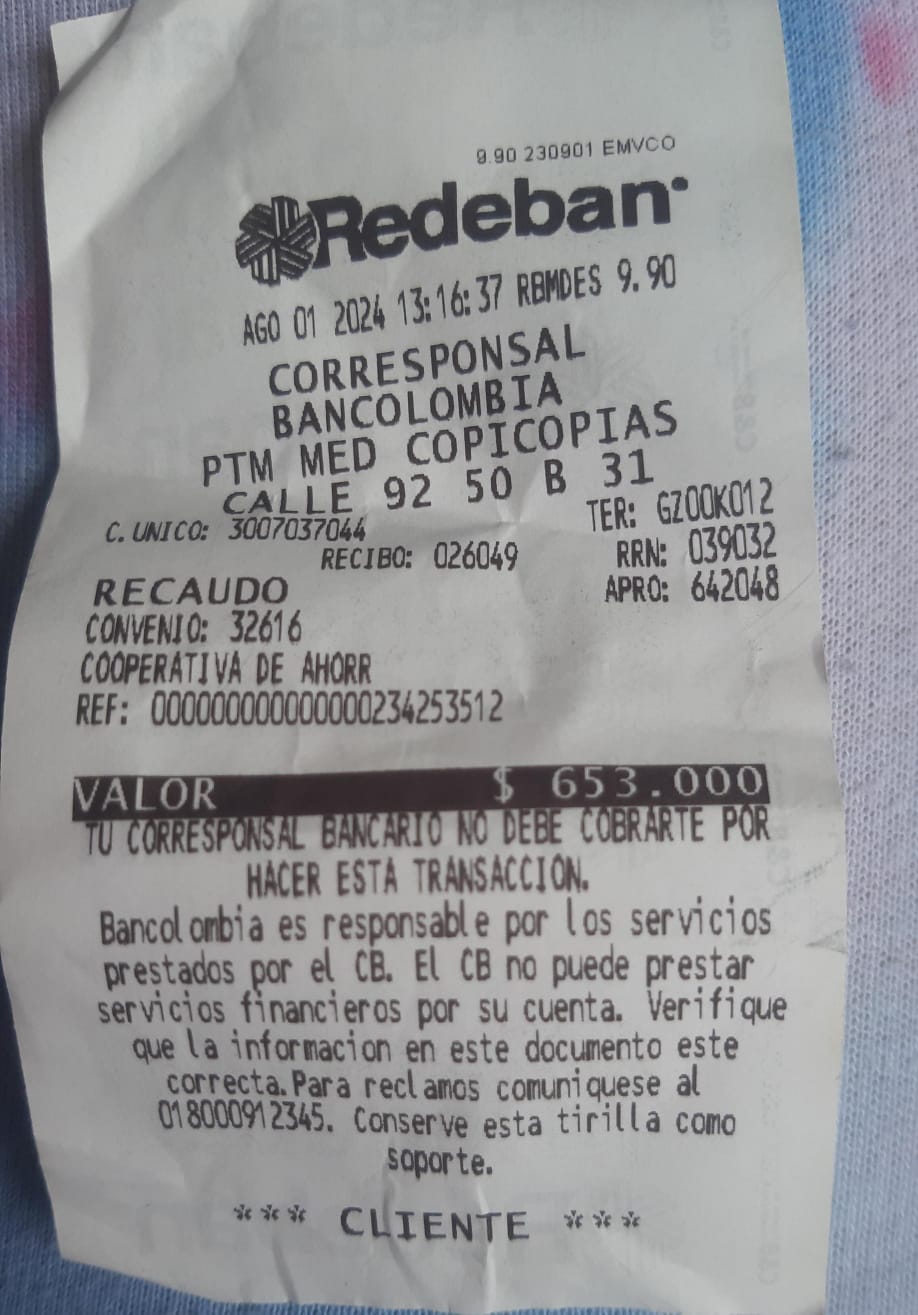 9.90 230901 EMVCO
Redeban
AGO 01 2024 13:16:37 RBMDES 9.90
CORRESPONSAL
BANCOLOMBIA
PTM MED COPICOPIAS
CALLE 92 50 B 31
C. UNICO: 3007037044 TER: GZOOK012
RECIBO: 026049 RRN: 039032
RECAUDO APRO: 642048
CONVENIO: 32616
COOPERATIVA DE AHORR
REF: 000000000000000234253512
VALOR $ 653.000
TU CORRESPONSAL BANCARIO NO DEBE COBRARTE POR
HACER ESTA TRANSACCION.
Bancolombia es responsable por los servicios
prestados por el CB. El CB no puede prestar
servicios financieros por su cuenta. Verifique
que la informacion en este documento este
correcta.Para reclamos comuniquese al
018000912345. Conserve esta tirilla como
soporte.
*** CLIENTE ***